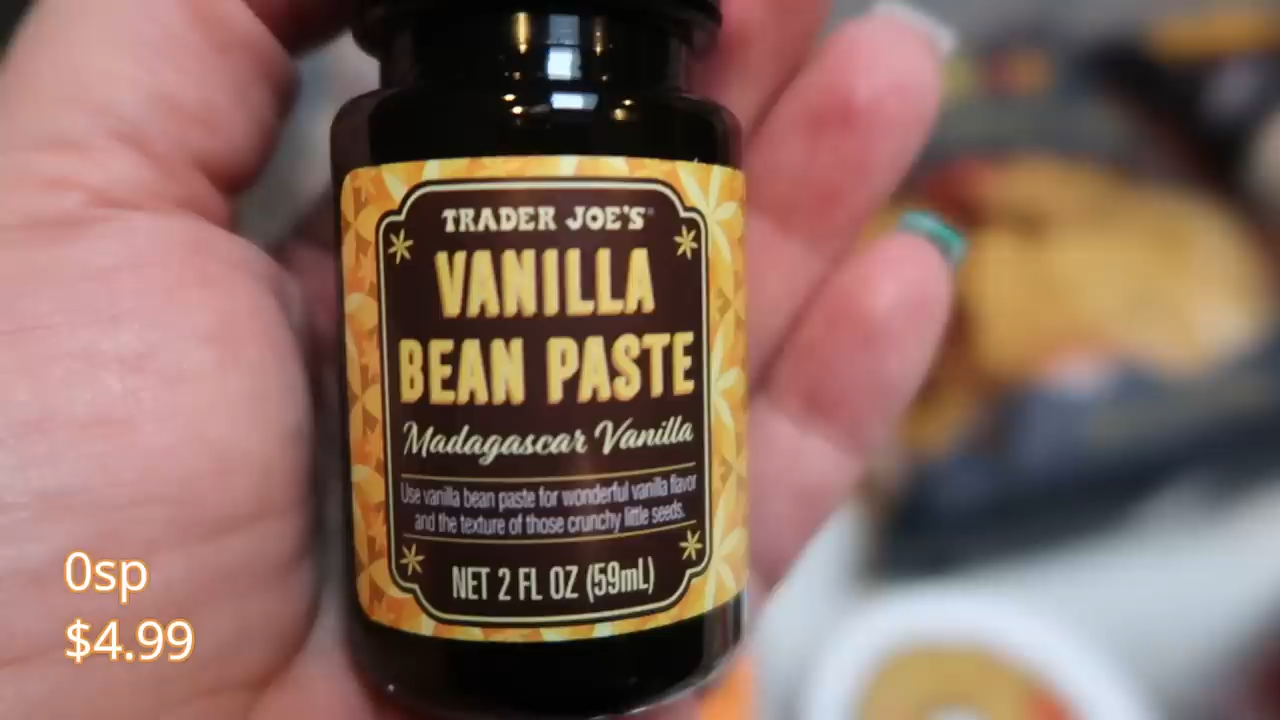 TRADER JOE'S
VANILLA
BEAN PASTE
Madagascar Vanilla
Use vanilla bean paste for wonderful vanilla flavor
and the texture of those crunchy little seeds.
NET 2 FL OZ (59mL)
0sp
$4.99